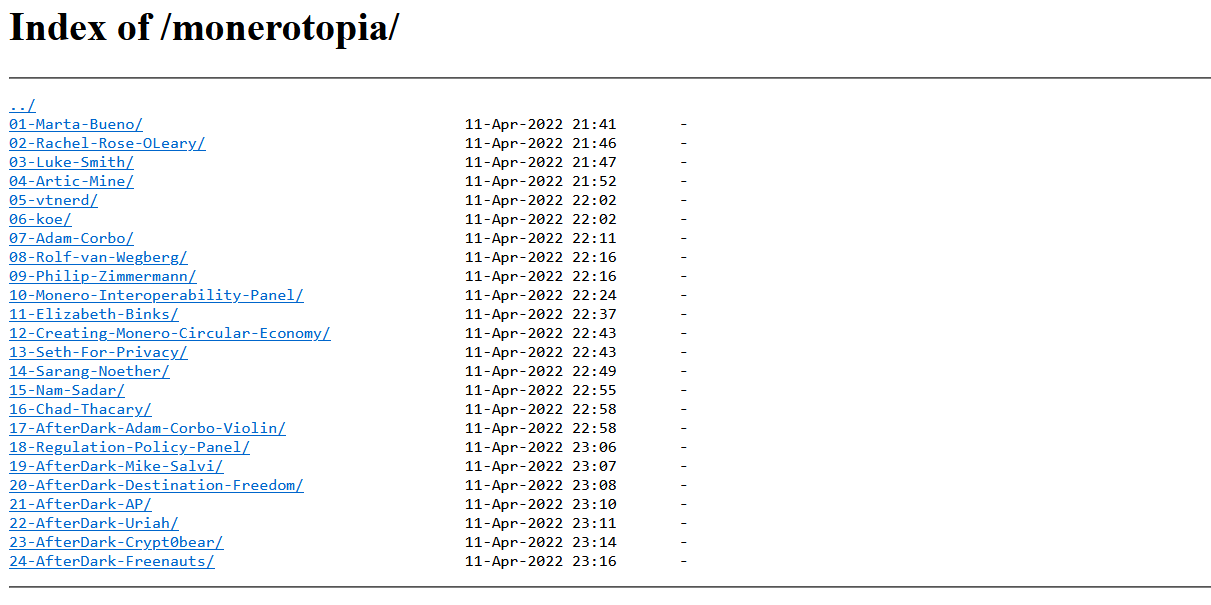 Index of /monerotopia/
../
01-Marta-Bueno/ 11-Apr-2022 21:41 -
02-Rachel-Rose-OLeary/ 11-Apr-2022 21:46 -
03-Luke-Smith/ 11-Apr-2022 21:47 -
04-Artic-Mine/ 11-Apr-2022 21:52 -
05-vtnerd/ 11-Apr-2022 22:02 -
06-koe/ 11-Apr-2022 22:02 -
07-Adam-Corbo/ 11-Apr-2022 22:11 -
08-Rolf-van-Wegberg/ 11-Apr-2022 22:16 -
09-Philip-Zimmermann/ 11-Apr-2022 22:16 -
10-Monero-Interoperability-Panel/ 11-Apr-2022 22:24 -
11-Elizabeth-Binks/ 11-Apr-2022 22:37 -
12-Creating-Monero-Circular-Economy/ 11-Apr-2022 22:43 -
13-Seth-For-Privacy/ 11-Apr-2022 22:43 -
14-Sarang-Noether/ 11-Apr-2022 22:49 -
15-Nam-Sadar/ 11-Apr-2022 22:55 -
16-Chad-Thacary/ 11-Apr-2022 22:58 -
17-AfterDark-Adam-Corbo-Violin/ 11-Apr-2022 22:58 -
18-Regulation-Policy-Panel/ 11-Apr-2022 23:06 -
19-AfterDark-Mike-Salvi/ 11-Apr-2022 23:07 -
20-AfterDark-Destination-Freedom/ 11-Apr-2022 23:08 -
21-AfterDark-AP/ 11-Apr-2022 23:10 -
22-AfterDark-Uriah/ 11-Apr-2022 23:11 -
23-AfterDark-Crypt0bear/ 11-Apr-2022 23:14 -
24-AfterDark-Freenauts/ 11-Apr-2022 23:16 -